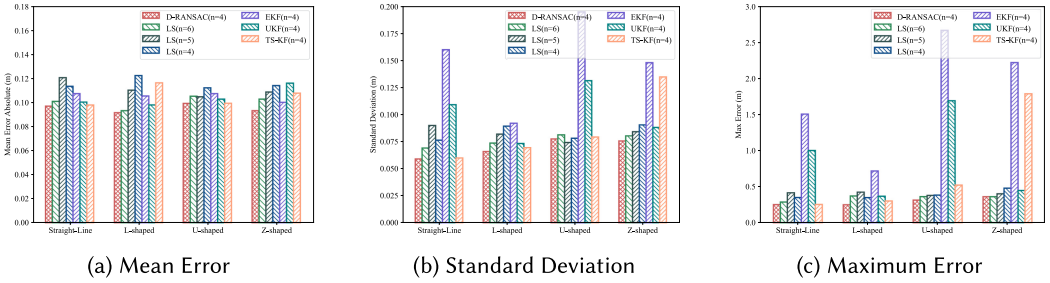 Mean Error Absolute (m)
0.18
0.16
0.14
0.12
0.10
0.08
0.06
0.04
0.02
0.00
D-RANSAC(n=4)
LS(n=6)
LS(n=5)
LS(n=4)
EKF(n=4)
UKF(n=4)
TS-KF(n=4)
Straight-Line L-shaped U-shaped Z-shaped
(a) Mean Error
Standard Deviation (m)
0.200
0.175
0.150
0.125
0.100
0.075
0.050
0.025
0.000
D-RANSAC(n=4)
LS(n=6)
LS(n=5)
LS(n=4)
EKF(n=4)
UKF(n=4)
TS-KF(n=4)
Straight-Line L-shaped U-shaped Z-shaped
(b) Standard Deviation
Max Error (m)
3.0
2.5
2.0
1.5
1.0
0.5
0.0
D-RANSAC(n=4)
LS(n=6)
LS(n=5)
LS(n=4)
EKF(n=4)
UKF(n=4)
TS-KF(n=4)
Straight-Line L-shaped U-shaped Z-shaped
(c) Maximum Error